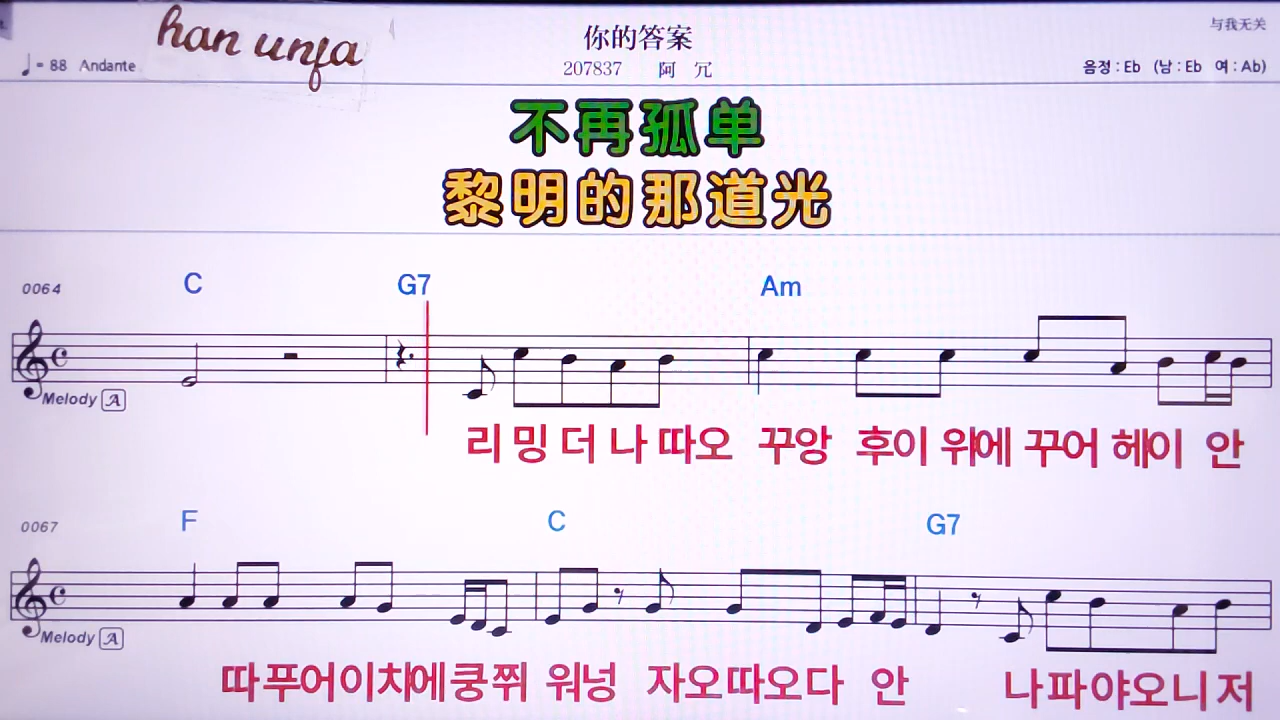 han unfa
你的答案
与我无关
♩= 88 Andante
207837 阿 冗
음정 : Eb (남 : Eb 여 : Ab)
不再孤单
黎明的那道光
0064
C G7 Am
Melody A
리 밍 더 나 따오 꾸앙 후이 위에 꾸어 헤이 안
0067
F C G7
Melody A
따 푸어 이 차에 쿵 쮜 워 넝 자오 따오 다 안 나 파 야오 니 저